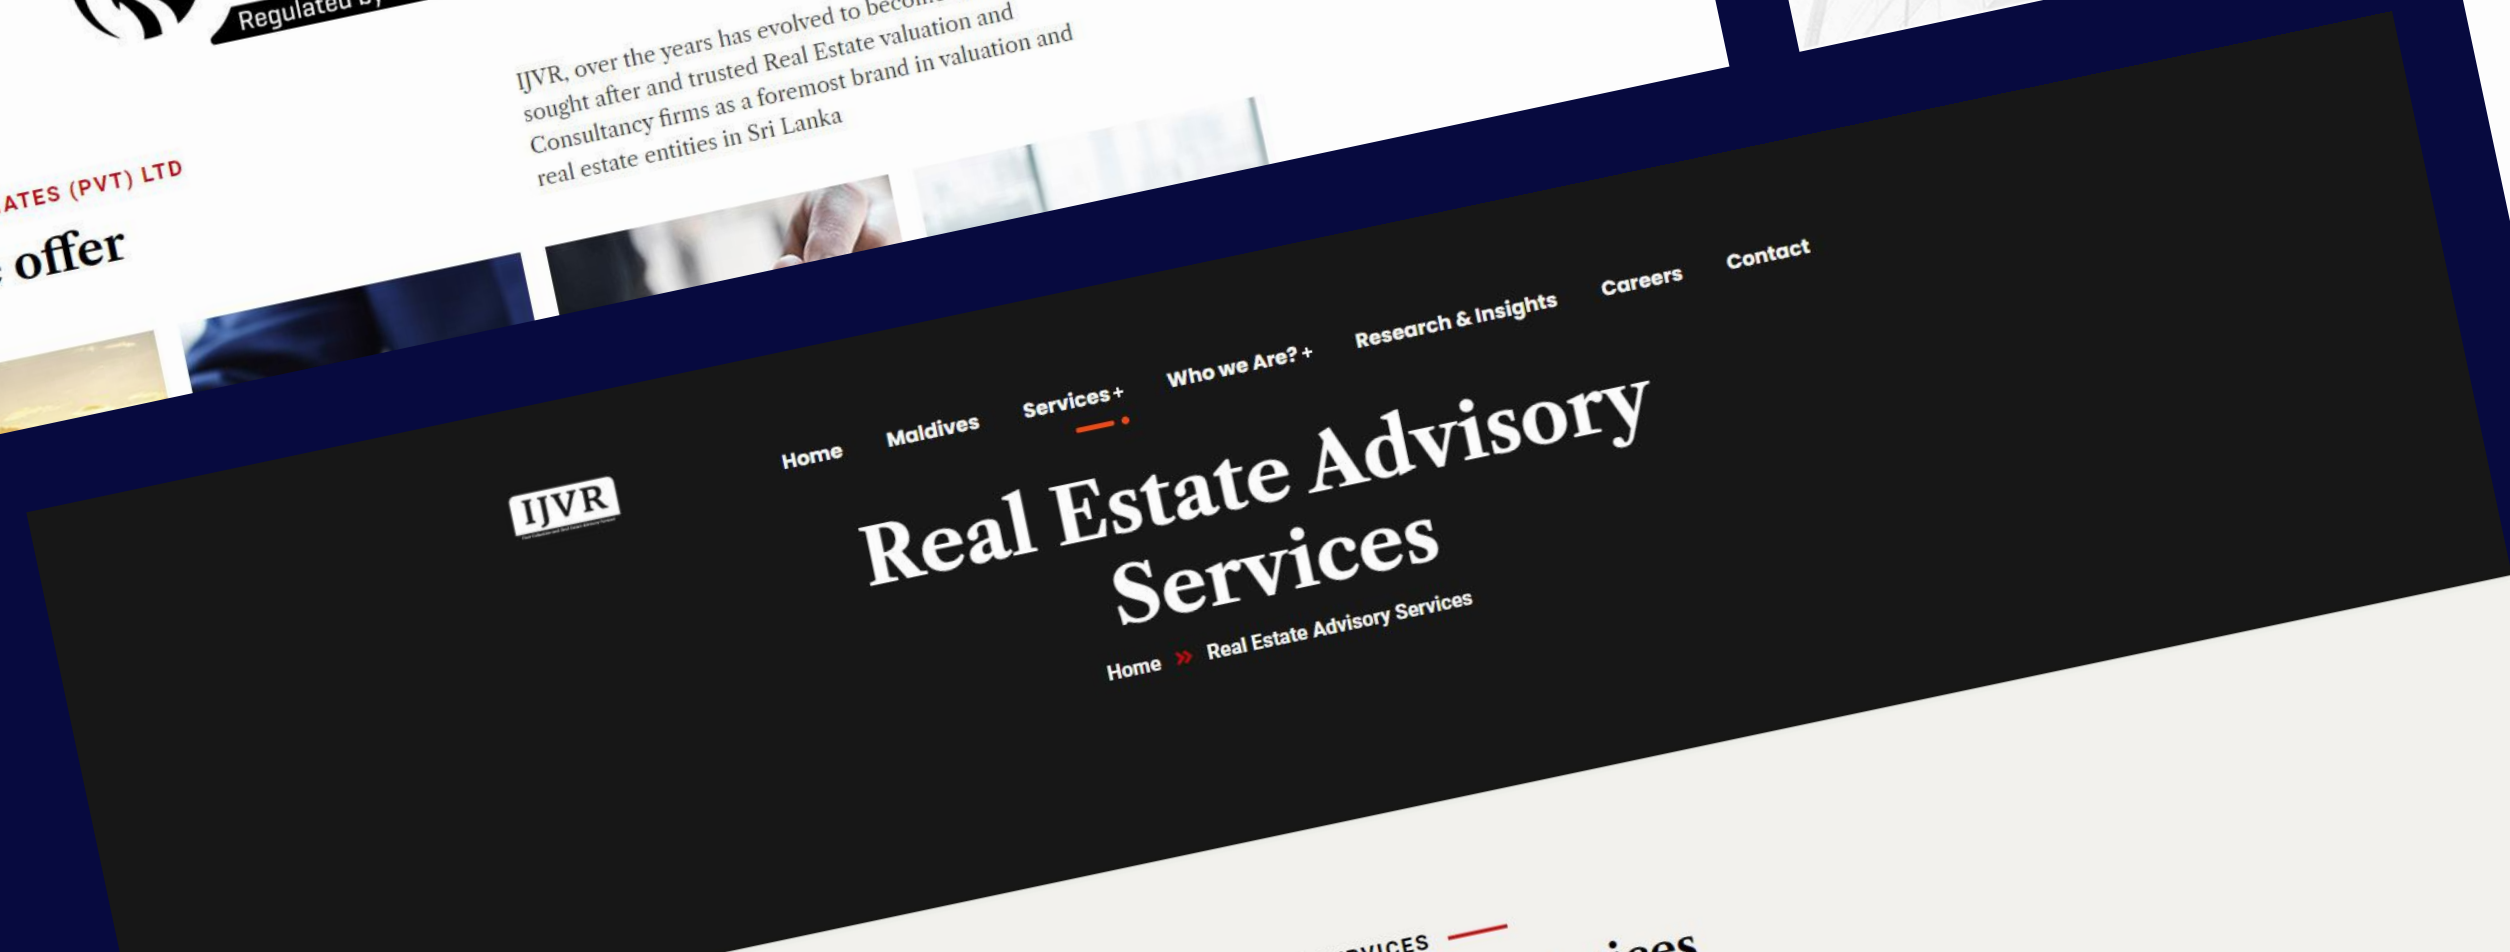 Regulated by
IJVR, over the years has evolved to become
sought after and trusted Real Estate valuation and
Consultancy firms as a foremost brand in valuation and
real estate entities in Sri Lanka
(PVT) LTD
offer
Home Maldives Services+ Who we Are?+ Research & Insights Careers Contact
IJVR
Real Estate Advisory
Services
Home » Real Estate Advisory Services